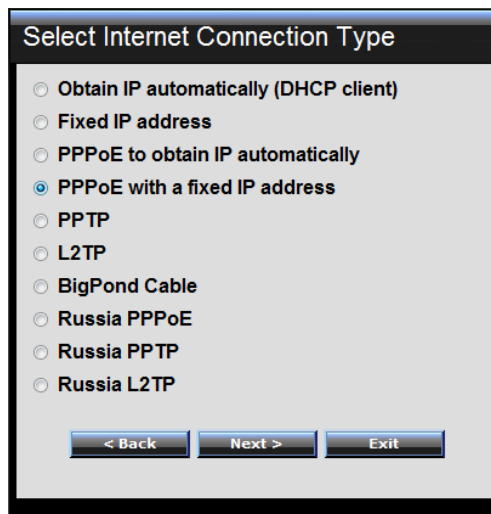 Select Internet Connection Type
Obtain IP automatically (DHCP client)
Fixed IP address
PPPoE to obtain IP automatically
PPPoE with a fixed IP address
PPTP
L2TP
BigPond Cable
Russia PPPoE
Russia PPTP
Russia L2TP
< Back Next > Exit